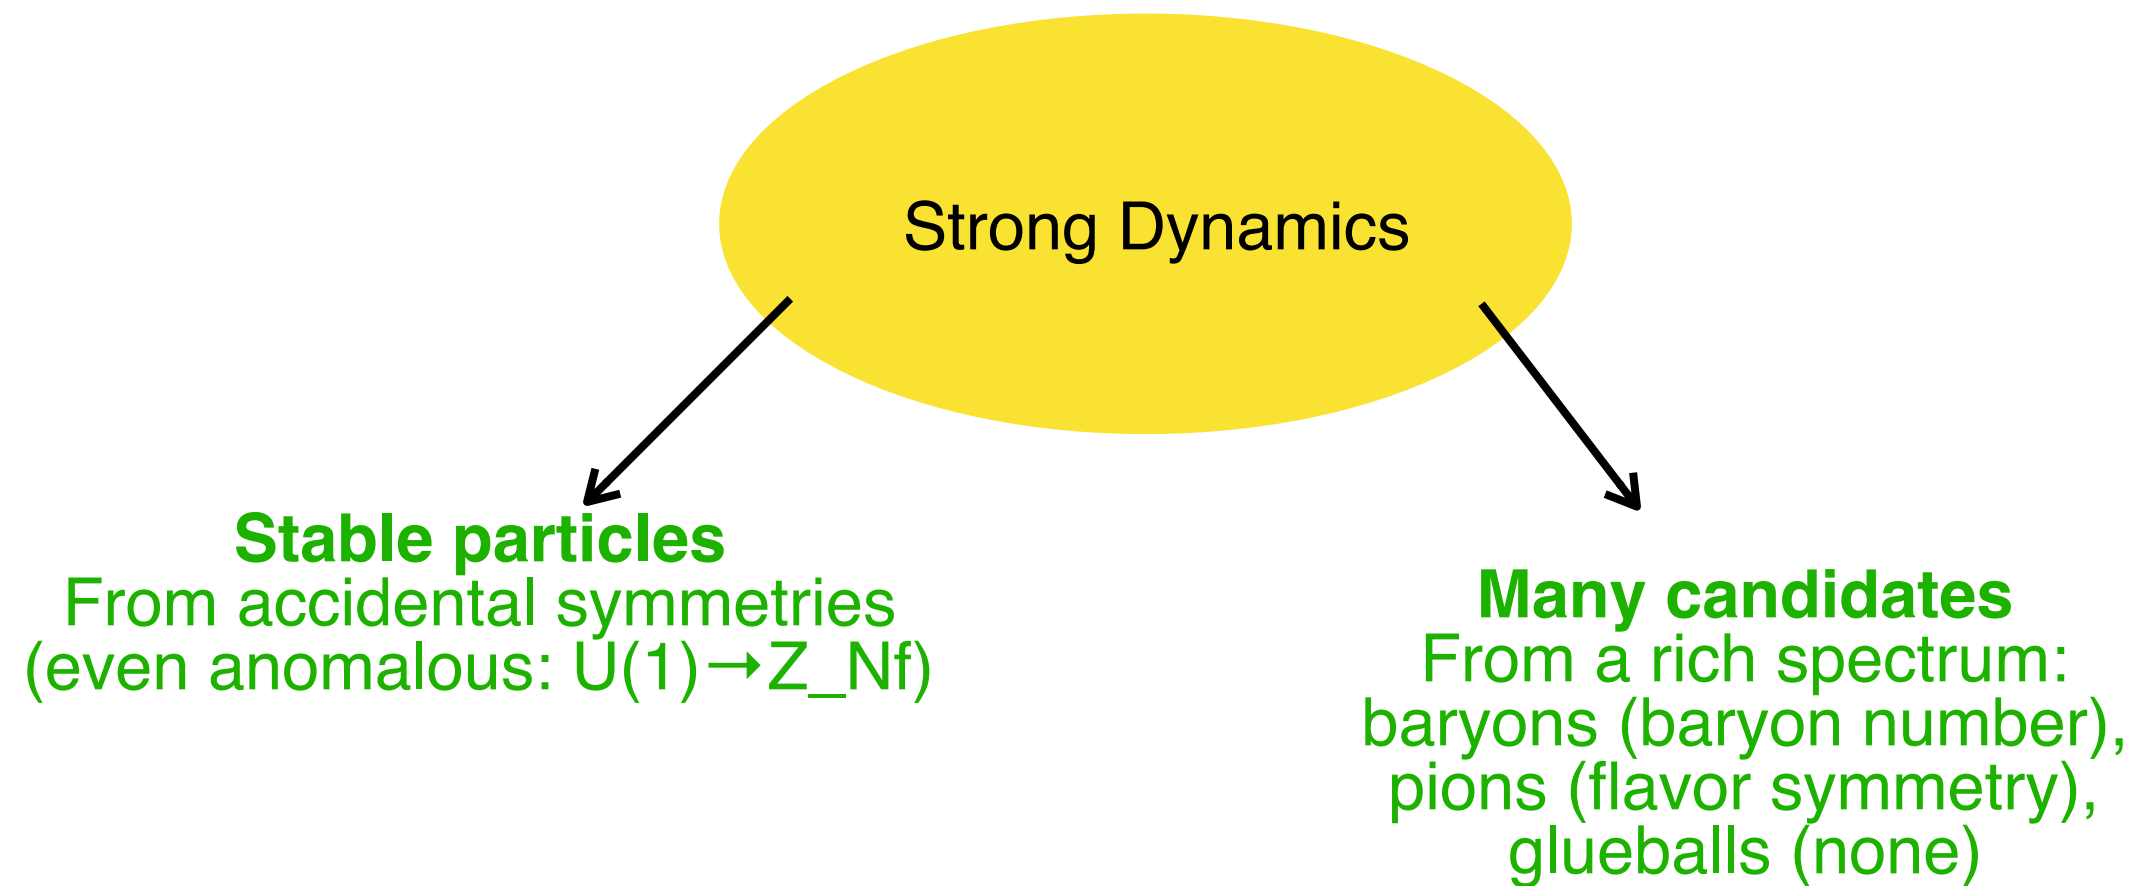 Strong Dynamics
Stable particles
From accidental symmetries
(even anomalous: U(1)→Z_Nf)
Many candidates
From a rich spectrum:
baryons (baryon number),
pions (flavor symmetry),
glueballs (none)